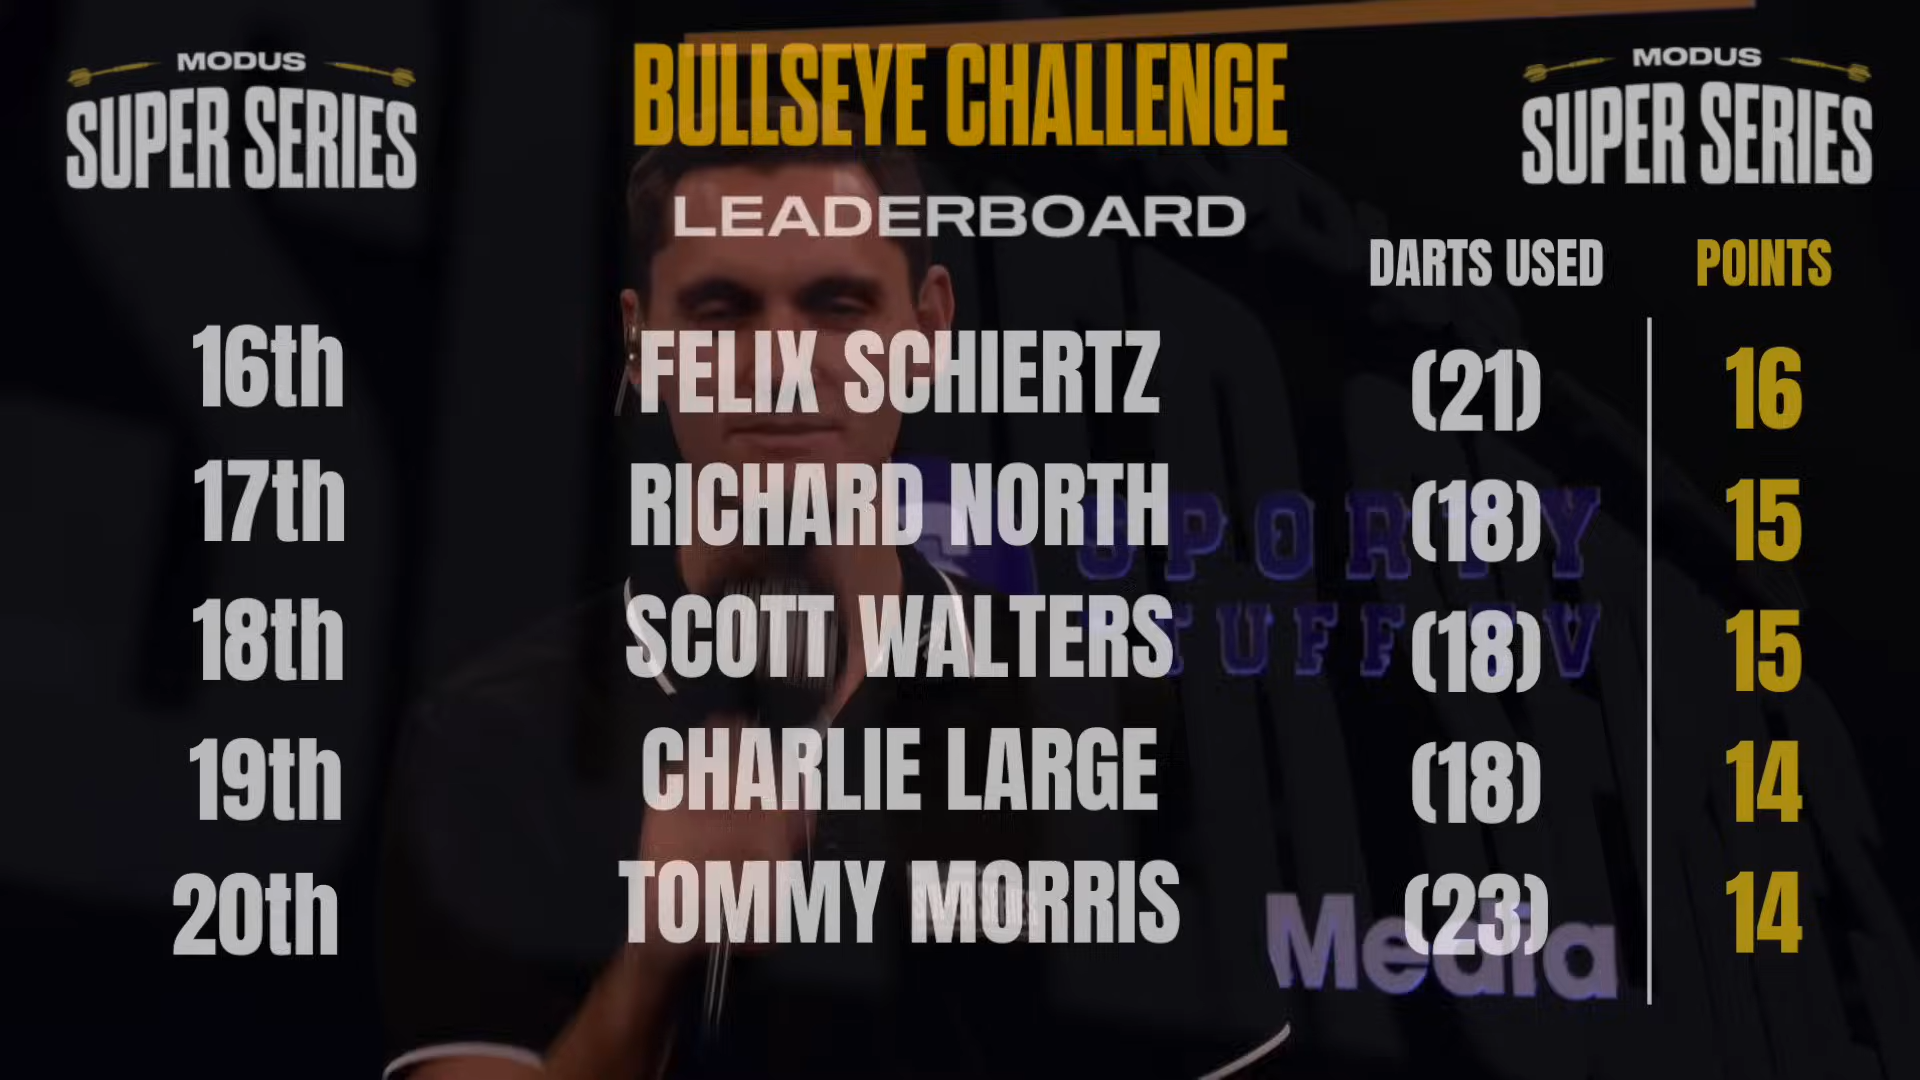 MODUS
SUPER SERIES
BULLSEYE CHALLENGE
LEADERBOARD
MODUS
SUPER SERIES
DARTS USED POINTS
16th FELIX SCHIERTZ (21) 16
17th RICHARD NORTH (18) 15
18th SCOTT WALTERS (18) 15
19th CHARLIE LARGE (18) 14
20th TOMMY MORRIS (23) 14
Media